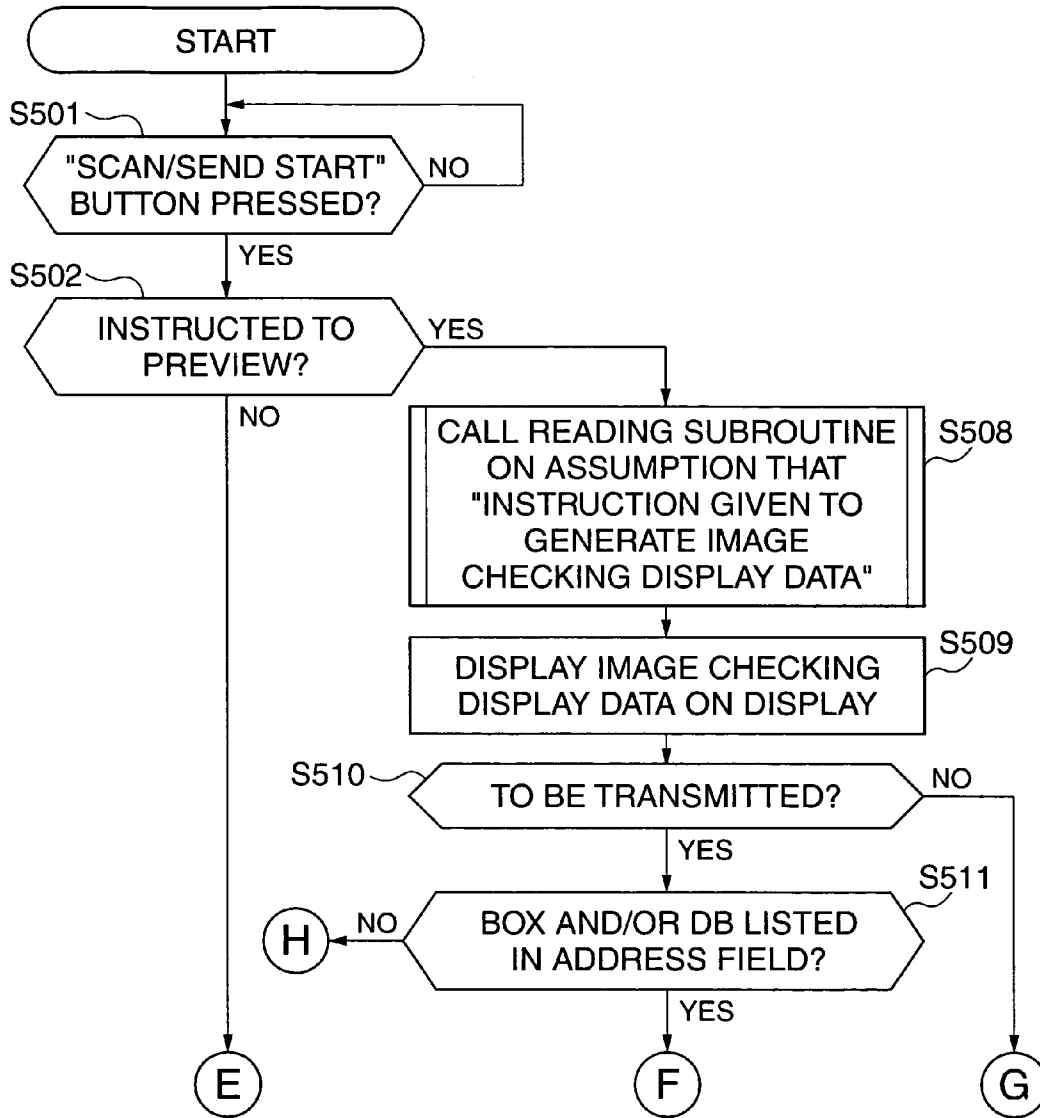 START
S501
"SCAN/SEND START"
BUTTON PRESSED?
NO
YES
S502
INSTRUCTED TO
PREVIEW?
YES
NO
CALL READING SUBROUTINE
ON ASSUMPTION THAT
"INSTRUCTION GIVEN TO
GENERATE IMAGE
CHECKING DISPLAY DATA"
S508
DISPLAY IMAGE CHECKING
DISPLAY DATA ON DISPLAY
S509
S510
TO BE TRANSMITTED?
NO
YES
S511
BOX AND/OR DB LISTED
IN ADDRESS FIELD?
NO
H
YES
E
F
G